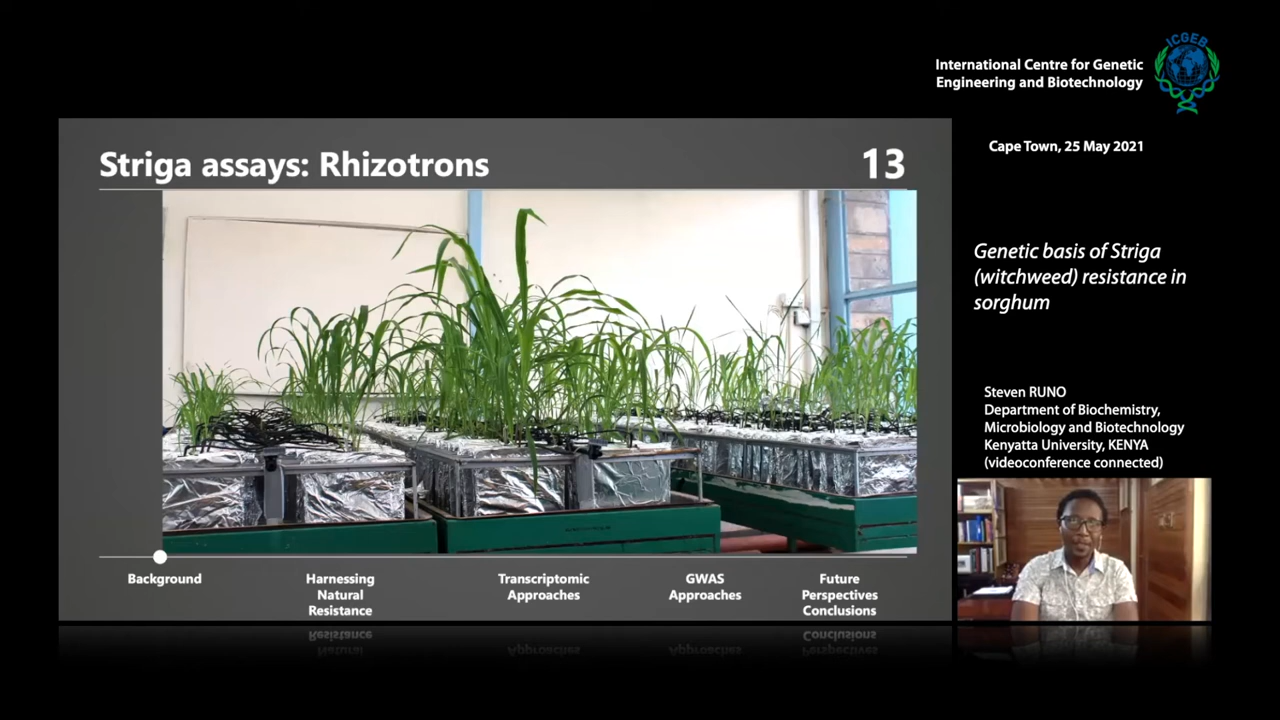 ICGEB
International Centre for Genetic
Engineering and Biotechnology
Cape Town, 25 May 2021
Striga assays: Rhizotrons
13
Genetic basis of Striga
(witchweed) resistance in
sorghum
Steven RUNO
Department of Biochemistry,
Microbiology and Biotechnology
Kenyatta University, KENYA
(videoconference connected)
Background
Harnessing
Natural
Resistance
Transcriptomic
Approaches
GWAS
Approaches
Future
Perspectives
Conclusions